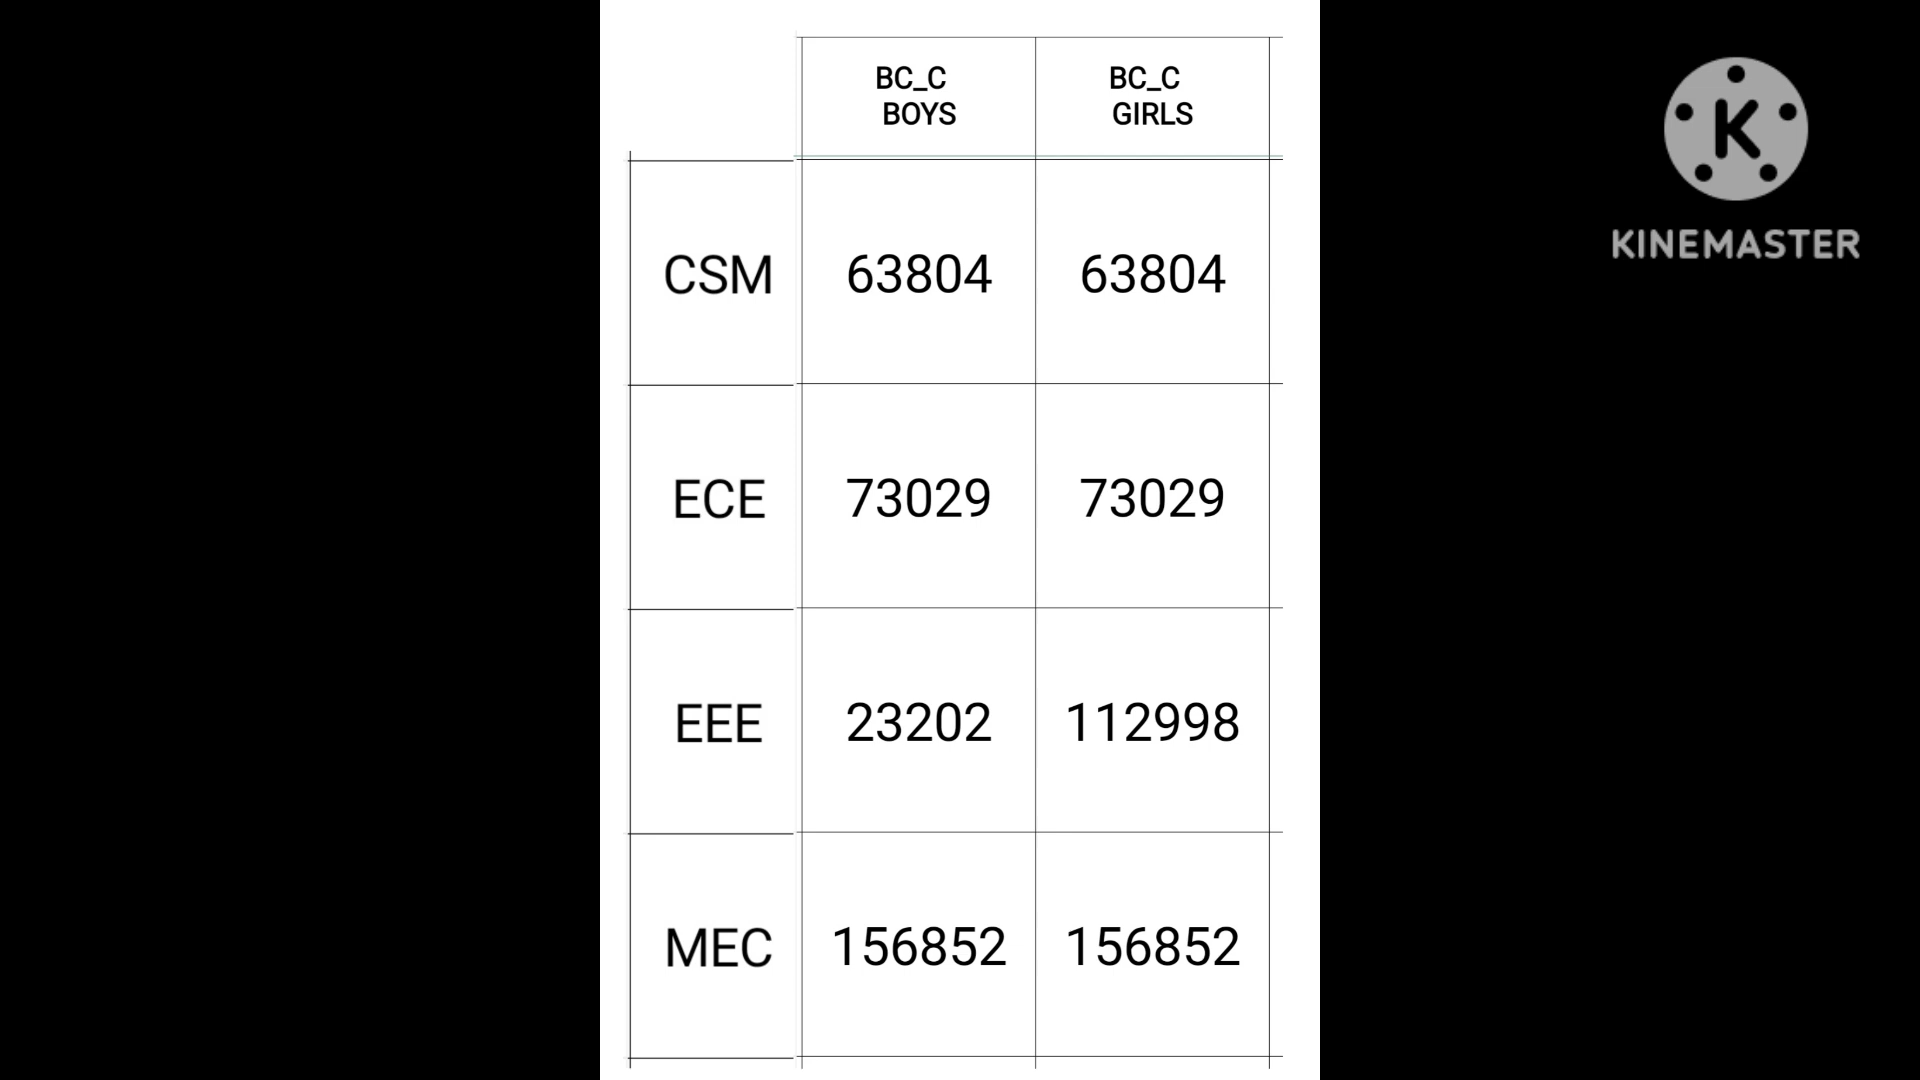 BC_C BC_C
BOYS GIRLS
CSM 63804 63804
ECE 73029 73029
EEE 23202 112998
MEC 156852 156852
K
KINEMASTER